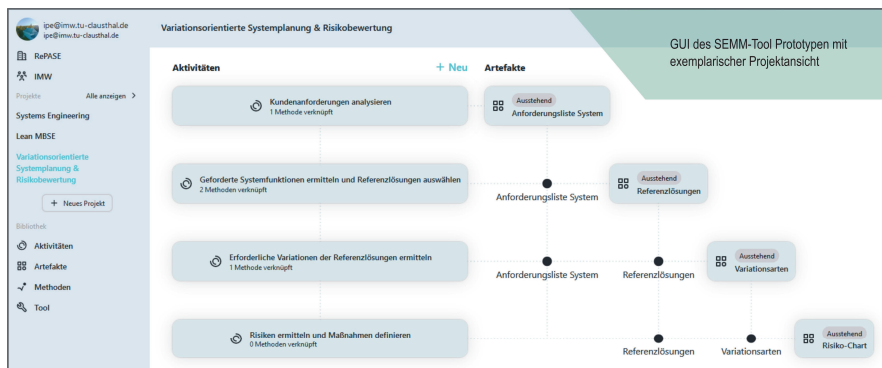 ipe@imw.tu-clausthal.de
ipe@imw.tu-clausthal.de
RePASE
IMW
Projekte Alle anzeigen >
Systems Engineering
Lean MBSE
Variationsorientierte
Systemplanung &
Risikobewertung
+ Neues Projekt
Bibliothek
Aktivitäten
Artefakte
Methoden
Tool
Variationsorientierte Systemplanung & Risikobewertung
GUI des SEMM-Tool Prototypen mit
exemplarischer Projektansicht
Aktivitäten + Neu Artefakte
Kundenanforderungen analysieren
1 Methode verknüpft
Ausstehend
Anforderungsliste System
Geforderte Systemfunktionen ermitteln und Referenzlösungen auswählen
2 Methoden verknüpft
Anforderungsliste System
Ausstehend
Referenzlösungen
Erforderliche Variationen der Referenzlösungen ermitteln
1 Methode verknüpft
Anforderungsliste System
Referenzlösungen
Ausstehend
Variationsarten
Risiken ermitteln und Maßnahmen definieren
0 Methoden verknüpft
Referenzlösungen
Variationsarten
Ausstehend
Risiko-Chart